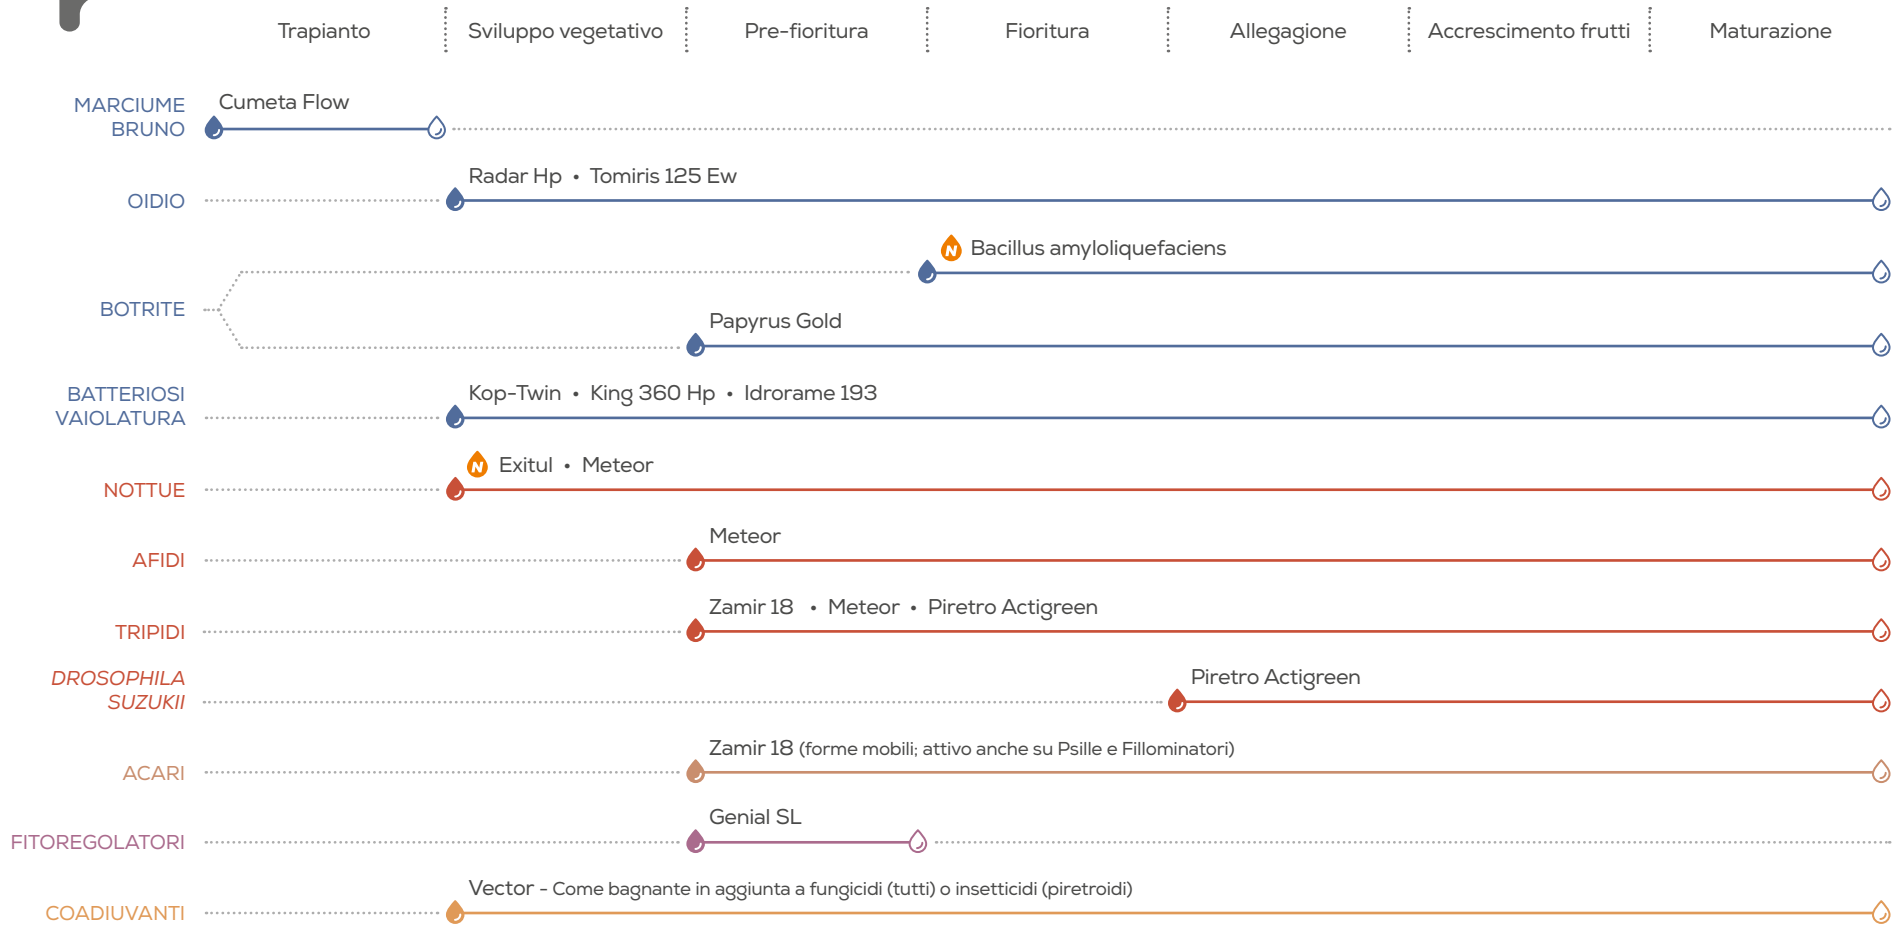 Trapianto Sviluppo vegetativo Pre-fioritura Fioritura Allegagione Accrescimento frutti Maturazione
MARCIUME
BRUNO
Cumeta Flow
OIDIO
Radar Hp • Tomiris 125 Ew
BOTRITE
N Bacillus amyloliquefaciens
Papyrus Gold
BATTERIOSI
VAIOLATURA
Kop-Twin • King 360 Hp • Idrorame 193
NOTTUE
N Exitul • Meteor
AFIDI
Meteor
TRIPIDI
Zamir 18 • Meteor • Piretro Actigreen
DROSOPHILA
SUZUKII
Piretro Actigreen
ACARI
Zamir 18 (forme mobili; attivo anche su Psille e Fillominatori)
FITOREGOLATORI
Genial SL
COADIUVANTI
Vector - Come bagnante in aggiunta a fungicidi (tutti) o insetticidi (piretroidi)